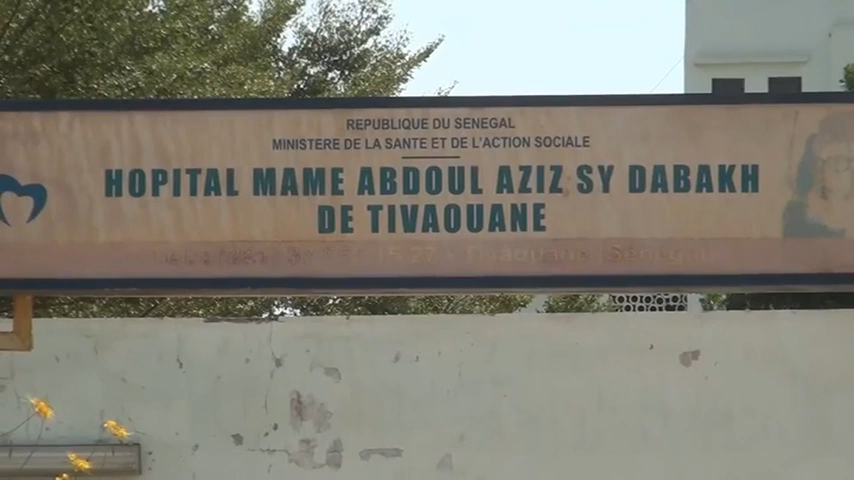 REPUBLIQUE DU SENEGAL
MINISTERE DE LA SANTE ET DE L'ACTION SOCIALE
HOPITAL MAME ABDOUL AZIZ SY DABAKH
DE TIVAOUANE